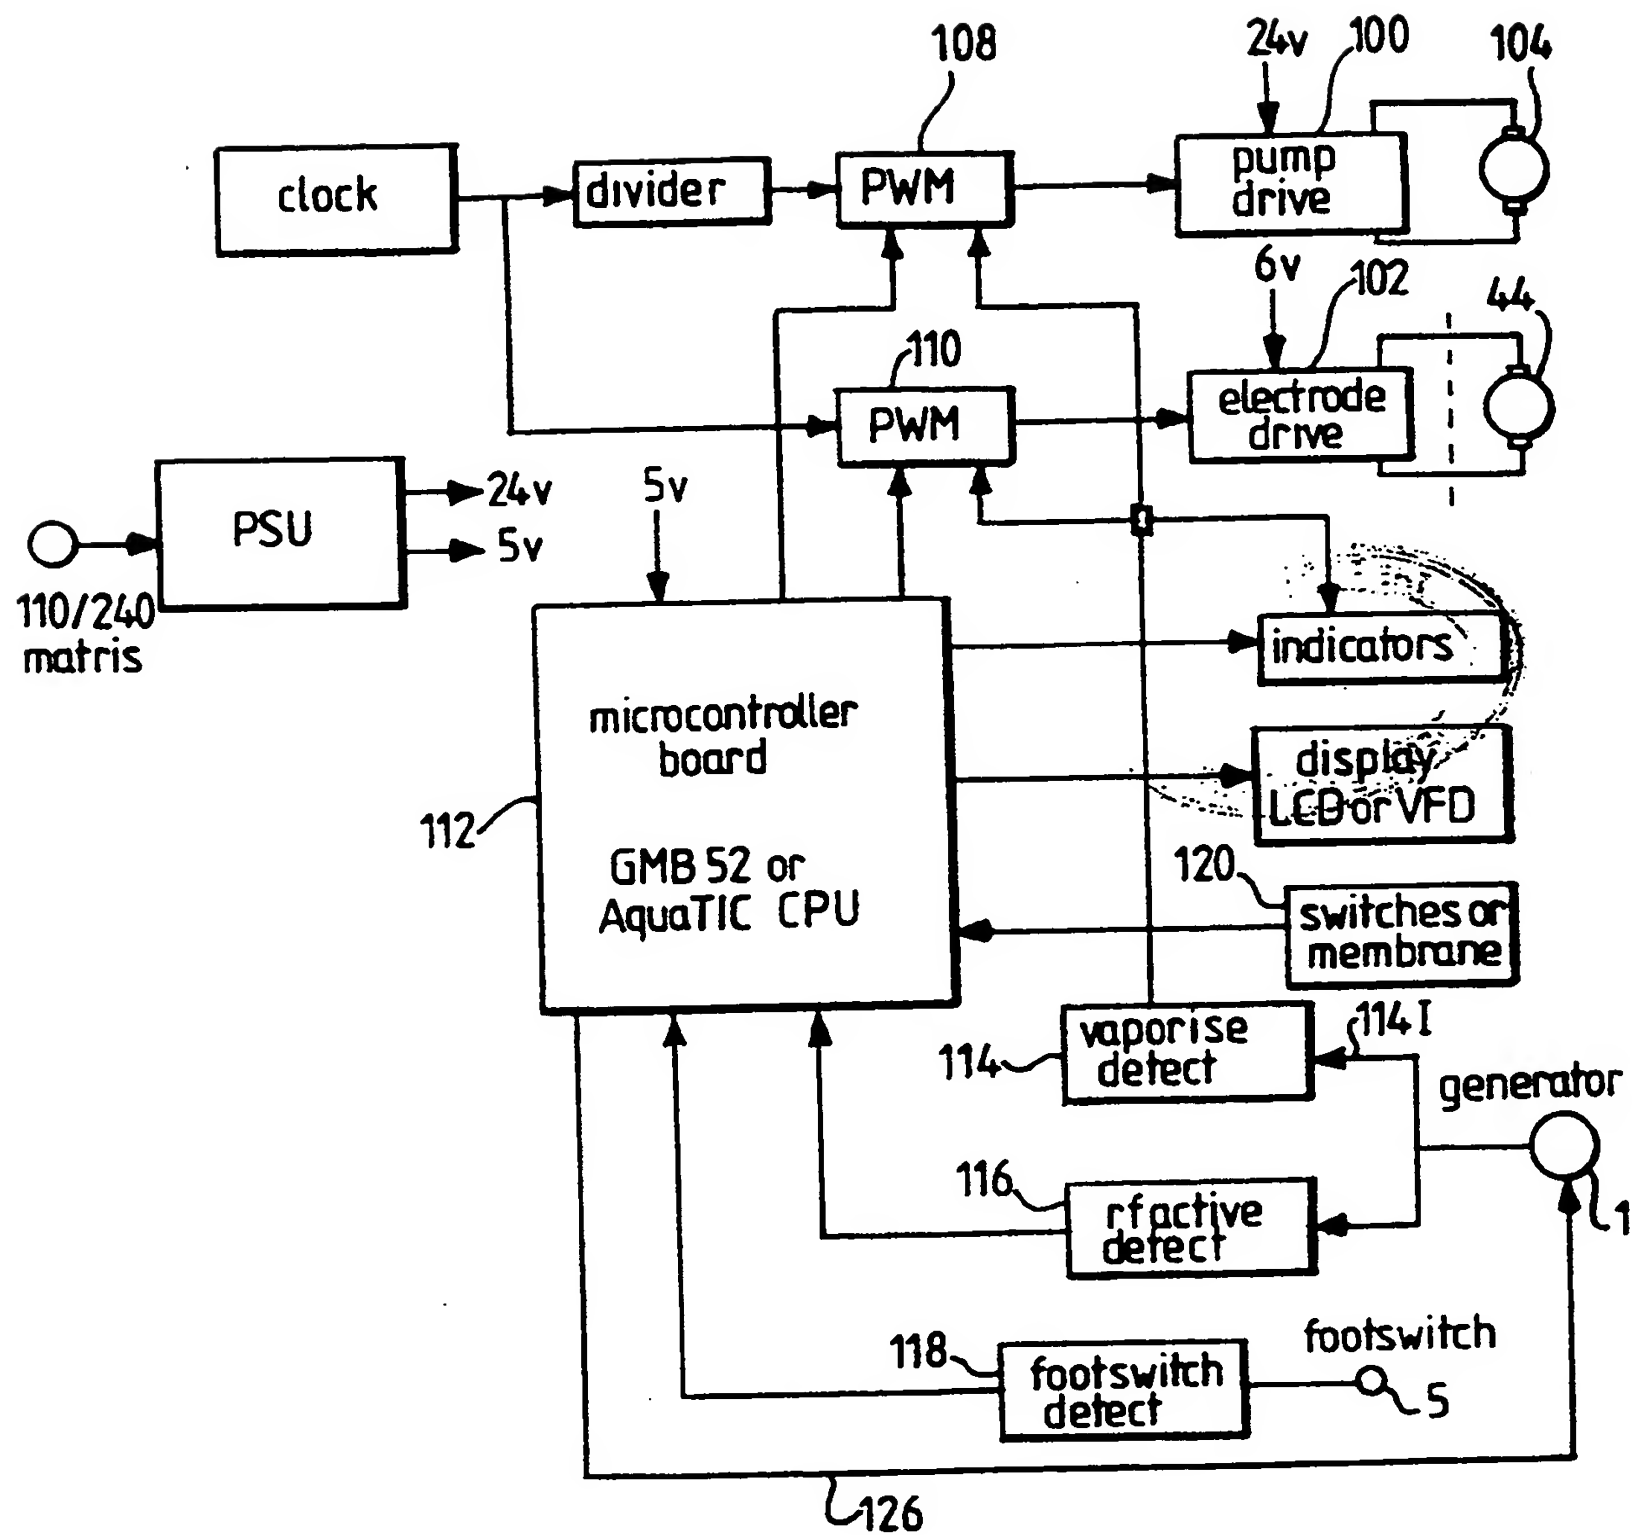 108
24v
100
104
clock
divider
PWM
pump
drive
6v
102
44
110
PWM
electrode
drive
PSU
24v
5v
5v
110/240
matris
indicators
microcontroller
board
display
LCD or VFD
112
GMB 52 or
AquaTIC CPU
120
switches or
membrane
114
vaporise
detect
114I
generator
116
rf active
detect
1
118
footswitch
detect
footswitch
5
126